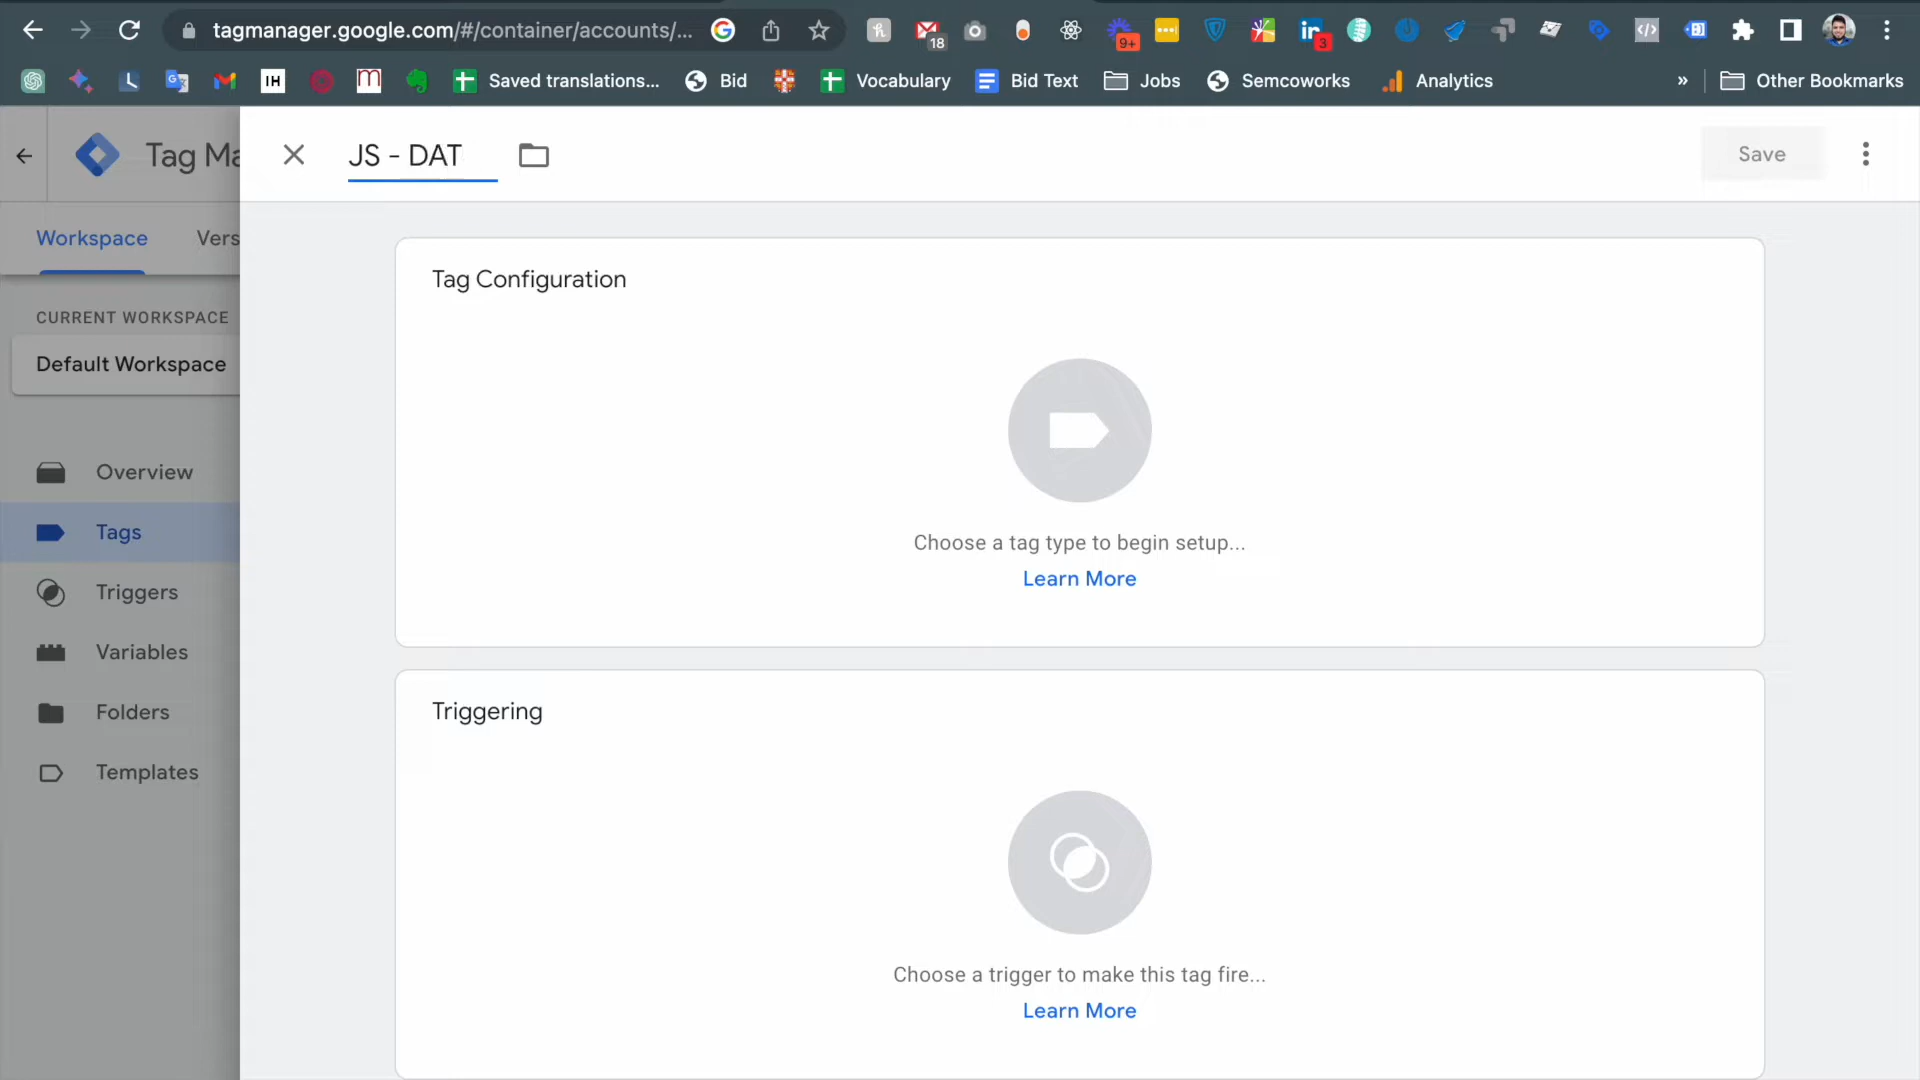 tagmanager.google.com/#/container/accounts/...
18
9+
3
IH
m
Saved translations...
Bid
Vocabulary
Bid Text
Jobs
Semcoworks
Analytics
»
Other Bookmarks
Tag Ma
JS - DAT
Save
Workspace
Vers
CURRENT WORKSPACE
Default Workspace
Overview
Tags
Triggers
Variables
Folders
Templates
Tag Configuration
Choose a tag type to begin setup...
Learn More
Triggering
Choose a trigger to make this tag fire...
Learn More